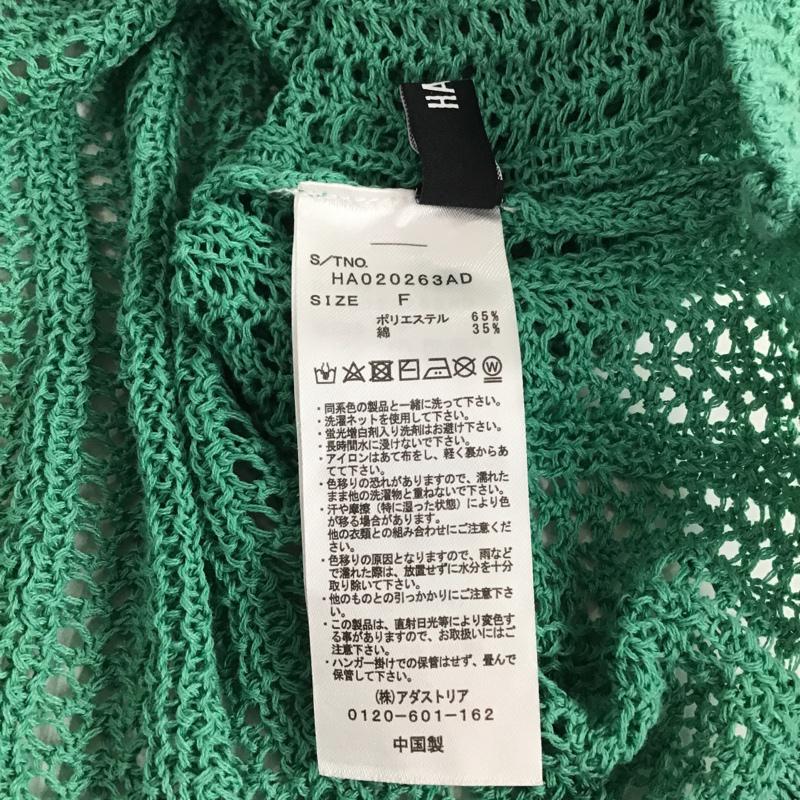 HA
S/TNO.
HA020263AD
SIZE F
ポリエステル 65%
綿 35%
W
・同系色の製品と一緒に洗って下さい。
・洗濯ネットを使用して下さい。
・蛍光増白剤入り洗剤はお避け下さい。
・長時間水に浸けないで下さい。
・アイロンはあて布をし、軽く裏からあ
てて下さい。
・色移りの恐れがありますので、濡れた
まま他の洗濯物と重ねないで下さい。
・汗や摩擦（特に湿った状態）により色
が移る場合があります。
他の衣類との組み合わせにご注意くだ
さい。
・色移りの原因となりますので、雨など
で濡れた際は、放置せずに水分を十分
取り除いて下さい。
・他のものとの引っかかりにご注意下さ
い。
・この製品は、直射日光等により変色す
る事がありますので、お取扱いにはご
注意下さい。
・ハンガー掛けでの保管はせず、畳んで
保管して下さい。
(株)アダストリア
0120-601-162
中国製